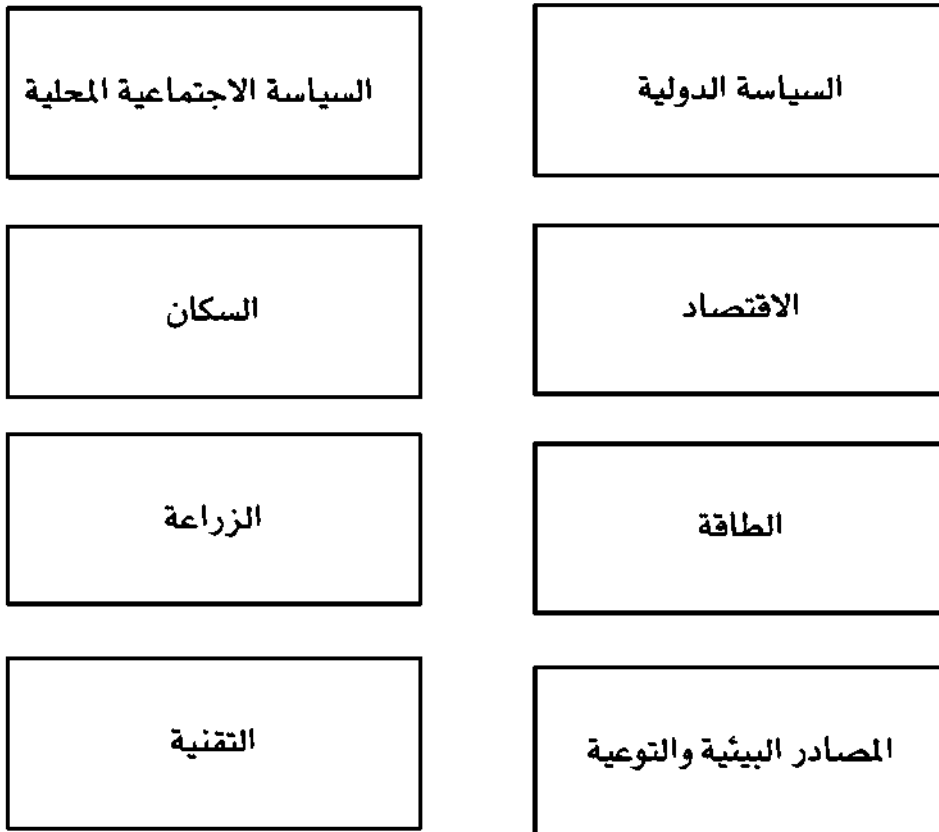 السياسة الدولية
السياسة الاجتماعية المحلية
الاقتصاد
السكان
الطاقة
الزراعة
المصادر البيئية والتوعية
التقنية